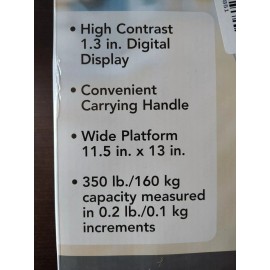 • High Contrast
1.3 in. Digital
Display
• Convenient
Carrying Handle
• Wide Platform
11.5 in. x 13 in.
• 350 lb./160 kg
capacity measured
in 0.2 lb./0.1 kg
increments